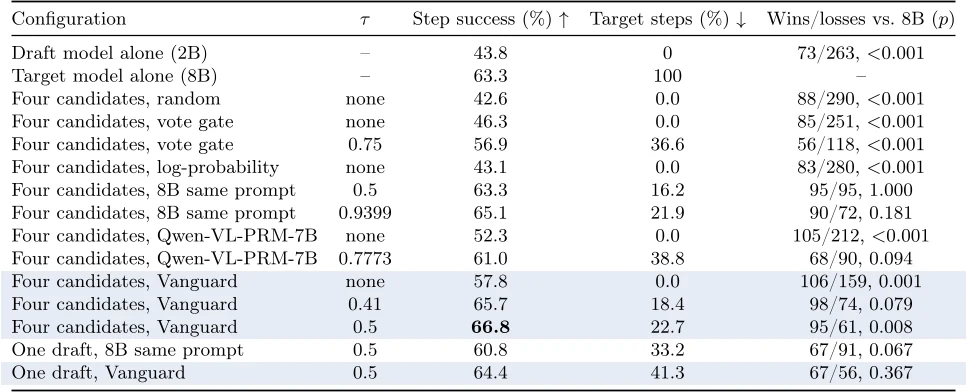 Configuration τ Step success (%) ↑ Target steps (%) ↓ Wins/losses vs. 8B (p)
Draft model alone (2B) – 43.8 0 73/263, <0.001
Target model alone (8B) – 63.3 100 –
Four candidates, random none 42.6 0.0 88/290, <0.001
Four candidates, vote gate none 46.3 0.0 85/251, <0.001
Four candidates, vote gate 0.75 56.9 36.6 56/118, <0.001
Four candidates, log-probability none 43.1 0.0 83/280, <0.001
Four candidates, 8B same prompt 0.5 63.3 16.2 95/95, 1.000
Four candidates, 8B same prompt 0.9399 65.1 21.9 90/72, 0.181
Four candidates, Qwen-VL-PRM-7B none 52.3 0.0 105/212, <0.001
Four candidates, Qwen-VL-PRM-7B 0.7773 61.0 38.8 68/90, 0.094
Four candidates, Vanguard none 57.8 0.0 106/159, 0.001
Four candidates, Vanguard 0.41 65.7 18.4 98/74, 0.079
Four candidates, Vanguard 0.5 66.8 22.7 95/61, 0.008
One draft, 8B same prompt 0.5 60.8 33.2 67/91, 0.067
One draft, Vanguard 0.5 64.4 41.3 67/56, 0.367